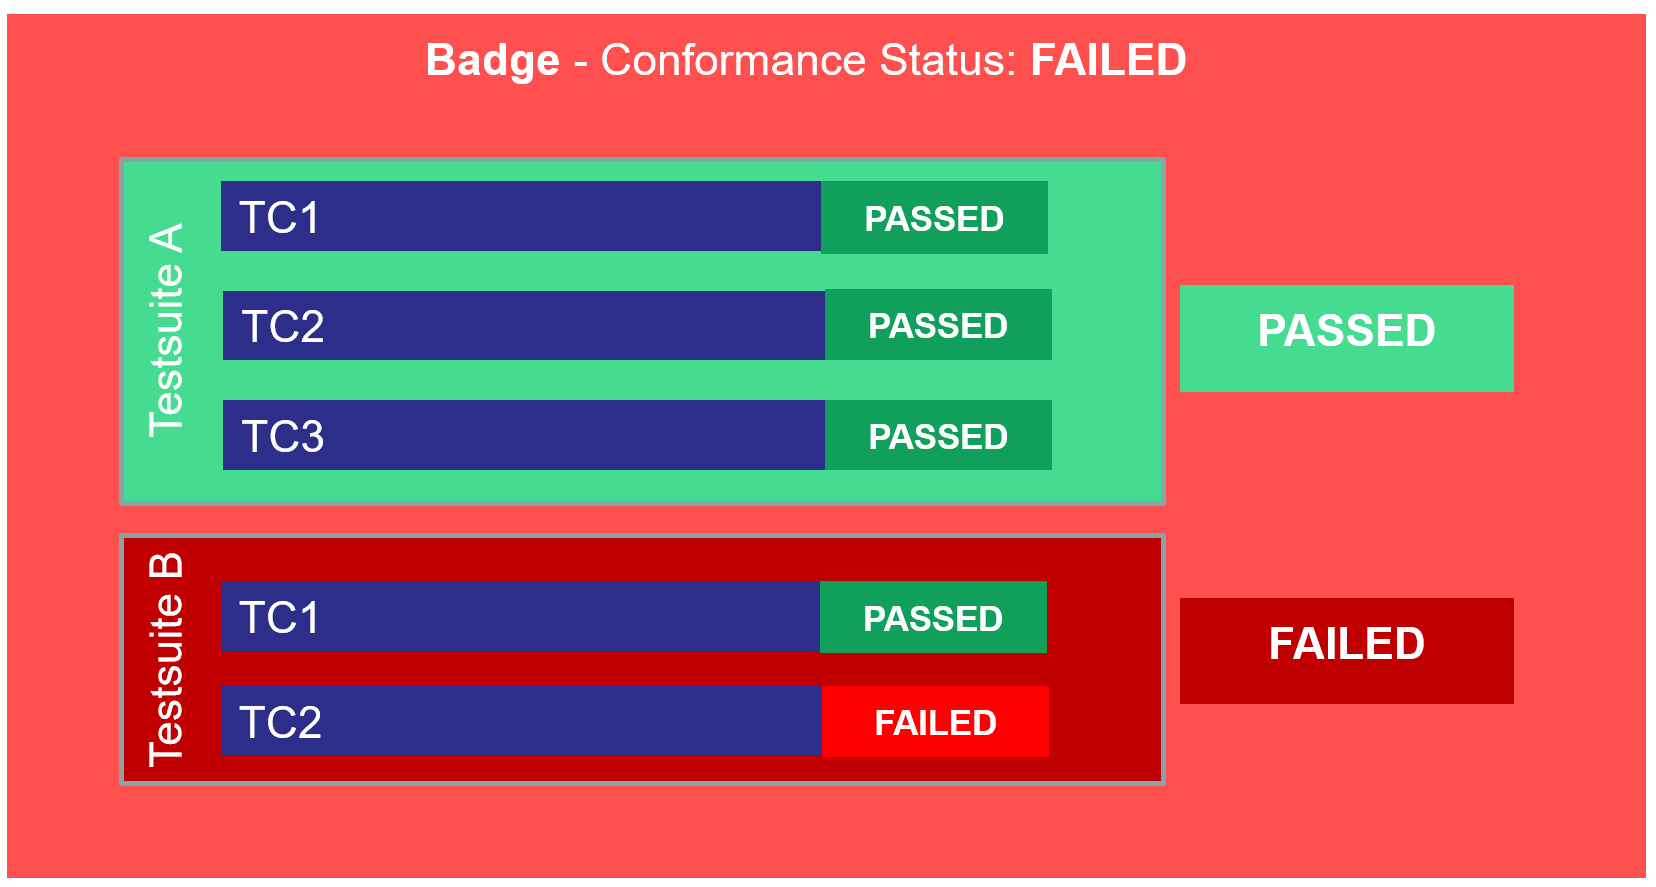 Badge - Conformance Status: FAILED
Testsuite A
TC1 PASSED
TC2 PASSED
TC3 PASSED
PASSED
Testsuite B
TC1 PASSED
TC2 FAILED
FAILED